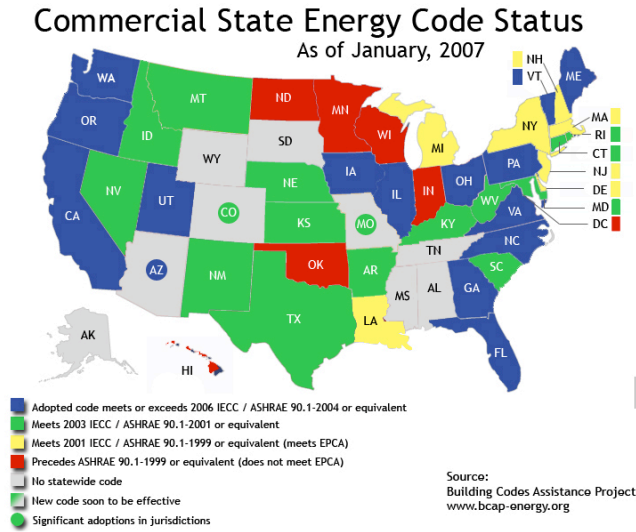 Commercial State Energy Code Status
As of January, 2007
NH
VT
WA
ME
MT
ND
MN
OR
MA
ID
WI
NY
RI
SD
MI
CT
WY
PA
NJ
IA
NE
OH
DE
NV
IL
IN
MD
UT
WV
CO
VA
DC
CA
KS
MO
KY
NC
TN
OK
AZ
AR
SC
NM
MS
AL
GA
TX
LA
AK
FL
HI
Adopted code meets or exceeds 2006 IECC / ASHRAE 90.1-2004 or equivalent
Meets 2003 IECC / ASHRAE 90.1-2001 or equivalent
Meets 2001 IECC / ASHRAE 90.1-1999 or equivalent (meets EPCA)
Precedes ASHRAE 90.1-1999 or equivalent (does not meet EPCA)
No statewide code
New code soon to be effective
Significant adoptions in jurisdictions
Source:
Building Codes Assistance Project
www.bcap-energy.org